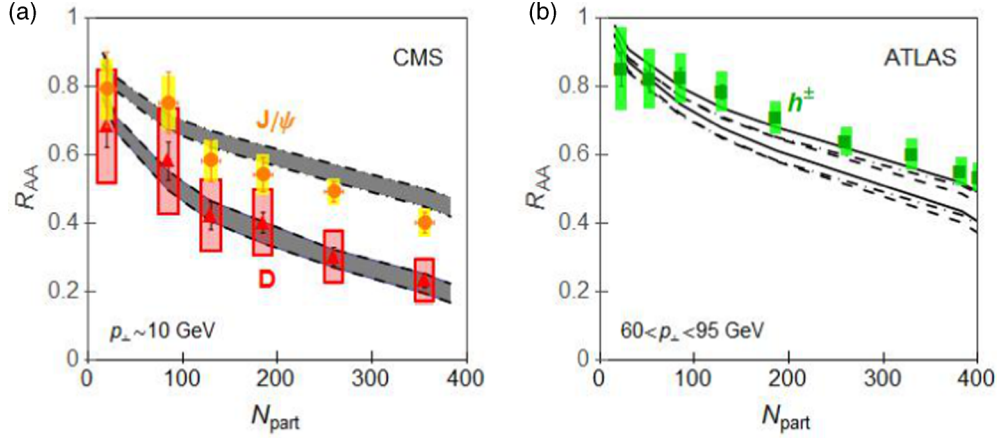 (a)
1
0.8
0.6
0.4
0.2
0
R_AA
CMS
J/ψ
D
p⊥~10 GeV
0 100 200 300 400
N_part
(b)
1
0.8
0.6
0.4
0.2
0
R_AA
ATLAS
h±
60<p⊥<95 GeV
0 100 200 300 400
N_part